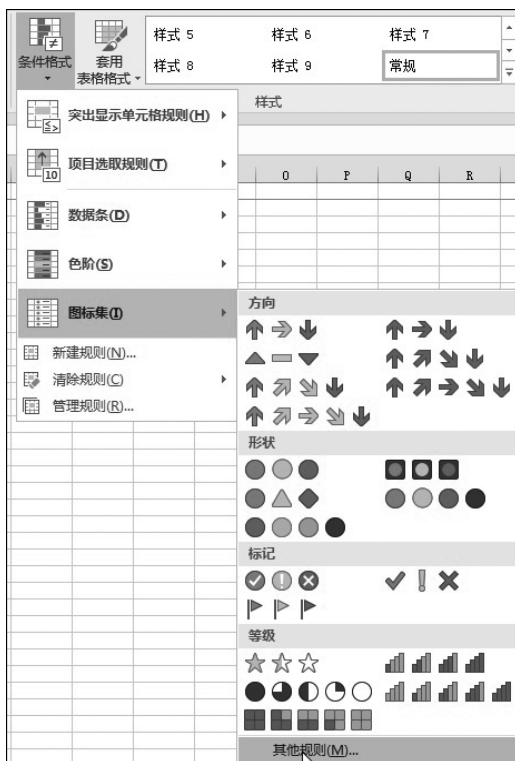 样式 5 样式 6 样式 7
条件格式 套用
表格格式 样式 8 样式 9 常规
样式
突出显示单元格规则(H)
项目选取规则(T)
10
O P Q R
数据条(D)
色阶(S)
图标集(I)
新建规则(N)...
清除规则(C)
管理规则(R)...
方向
形状
标记
等级
其他规则(M)...